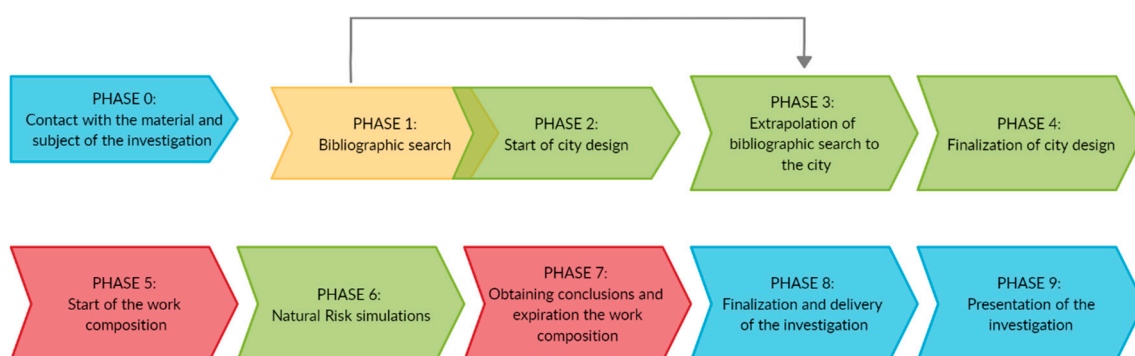 PHASE 0:
Contact with the material and
subject of the investigation
PHASE 1:
Bibliographic search
PHASE 2:
Start of city design
PHASE 3:
Extrapolation of
bibliographic search to
the city
PHASE 4:
Finalization of city design
PHASE 5:
Start of the work
composition
PHASE 6:
Natural Risk simulations
PHASE 7:
Obtaining conclusions and
expiration the work
composition
PHASE 8:
Finalization and delivery
of the investigation
PHASE 9:
Presentation of the
investigation